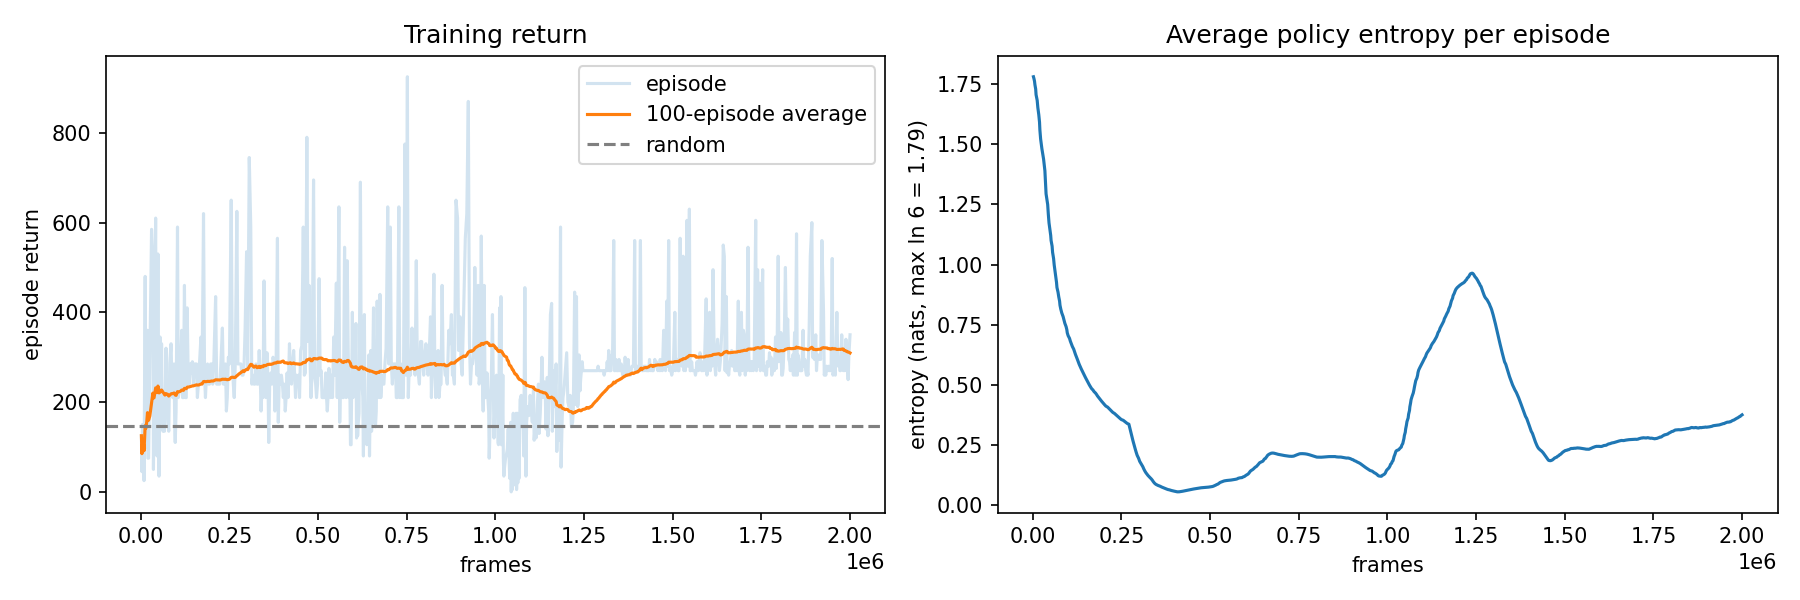 Training return
episode
100-episode average
random
800
600
400
200
0
episode return
0.00 0.25 0.50 0.75 1.00 1.25 1.50 1.75 2.00
1e6
frames
Average policy entropy per episode
1.75
1.50
1.25
1.00
0.75
0.50
0.25
0.00
entropy (nats, max ln 6 = 1.79)
0.00 0.25 0.50 0.75 1.00 1.25 1.50 1.75 2.00
1e6
frames